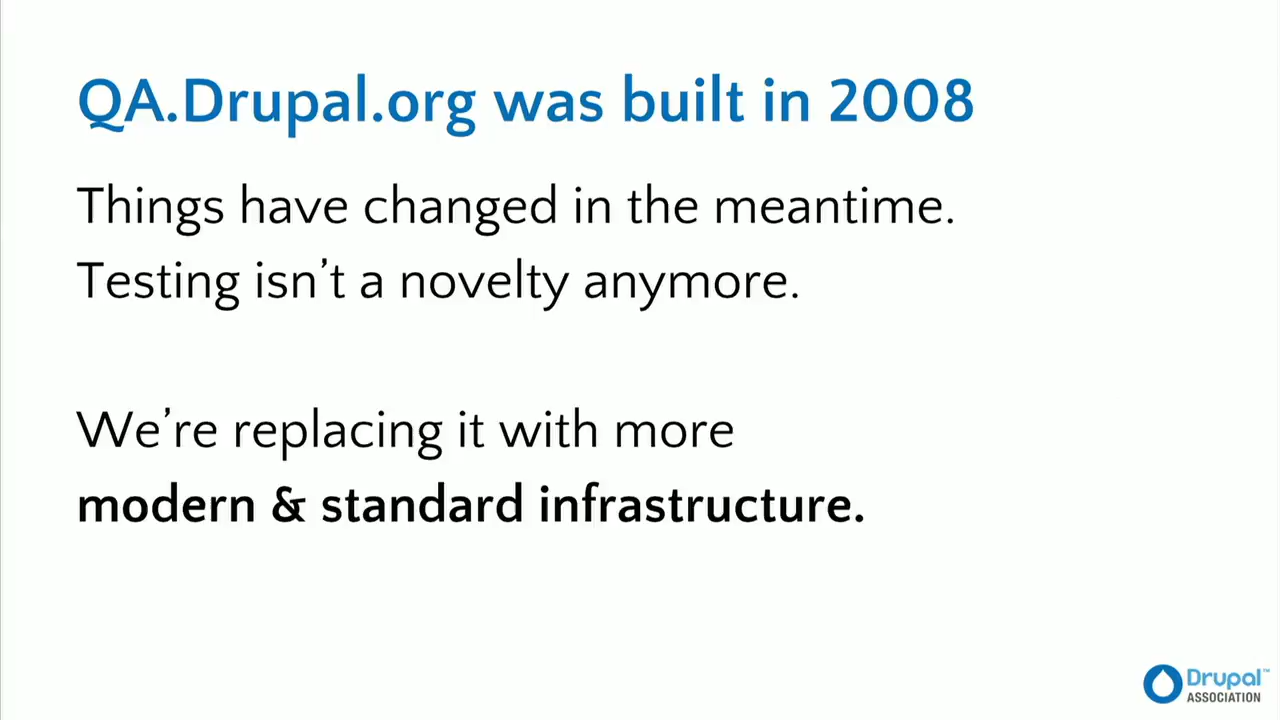 QA.Drupal.org was built in 2008
Things have changed in the meantime.
Testing isn’t a novelty anymore.
We’re replacing it with more
modern & standard infrastructure.
Drupal™
ASSOCIATION